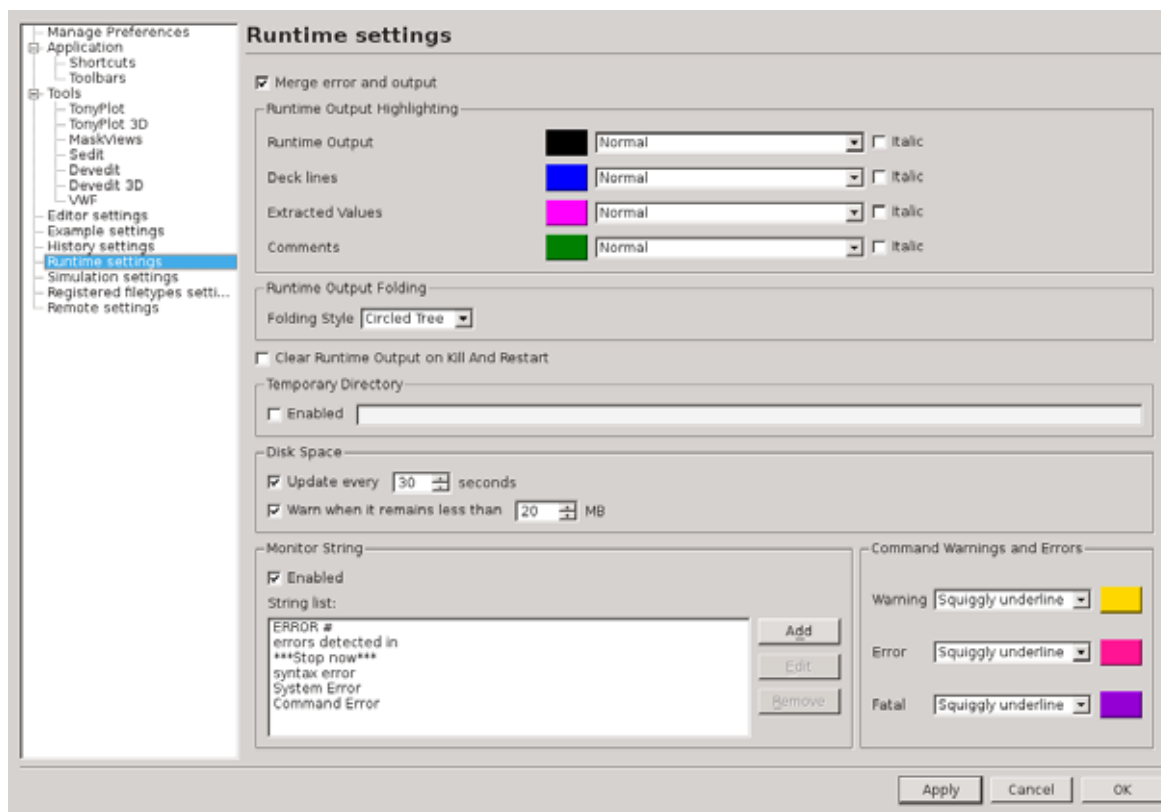 Manage Preferences
Application
Shortcuts
Toolbars
Tools
TonyPlot
TonyPlot 3D
MaskViews
Sedit
Devedit
Devedit 3D
VWF
Editor settings
Example settings
History settings
Runtime settings
Simulation settings
Registered filetypes setti...
Remote settings
Runtime settings
Merge error and output
Runtime Output Highlighting
Runtime Output Normal Italic
Deck lines Normal Italic
Extracted Values Normal Italic
Comments Normal Italic
Runtime Output Folding
Folding Style Circled Tree
Clear Runtime Output on Kill And Restart
Temporary Directory
Enabled
Disk Space
Update every 30 seconds
Warn when it remains less than 20 MB
Monitor String
Enabled
String list:
ERROR #
errors detected in
***Stop now***
syntax error
System Error
Command Error
Add
Edit
Remove
Command Warnings and Errors
Warning Squiggly underline
Error Squiggly underline
Fatal Squiggly underline
Apply Cancel OK